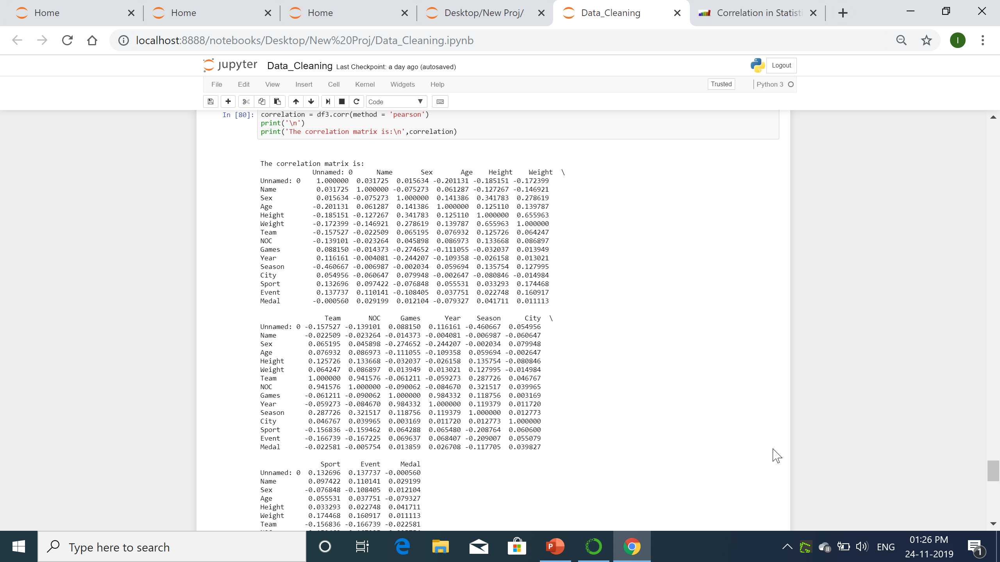 Home
Home
Home
Desktop/New Proj/
Data_Cleaning
Correlation in Statisti
localhost:8888/notebooks/Desktop/New%20Proj/Data_Cleaning.ipynb
I
jupyter Data_Cleaning Last Checkpoint: a day ago (autosaved)
Logout
File Edit View Insert Cell Kernel Widgets Help
Trusted
Python 3
Code
In [80]: correlation = df3.corr(method = 'pearson')
print('\n')
print('The correlation matrix is:\n',correlation)
The correlation matrix is:
Unnamed: 0 Name Sex Age Height Weight \
Unnamed: 0 1.000000 0.031725 0.015634 -0.201131 -0.185151 -0.172399
Name 0.031725 1.000000 -0.075273 0.061287 -0.127267 -0.146921
Sex 0.015634 -0.075273 1.000000 0.141386 0.341783 0.278619
Age -0.201131 0.061287 0.141386 1.000000 0.125110 0.139787
Height -0.185151 -0.127267 0.341783 0.125110 1.000000 0.655963
Weight -0.172399 -0.146921 0.278619 0.139787 0.655963 1.000000
Team -0.157527 -0.022509 0.065195 0.076932 0.125726 0.064247
NOC -0.139101 -0.023264 0.045898 0.086973 0.133668 0.086897
Games 0.088150 -0.014373 -0.274652 -0.111055 -0.032037 0.013949
Year 0.116161 -0.004081 -0.244207 -0.109358 -0.026158 0.013021
Season -0.460667 -0.006987 -0.002034 0.059694 0.135754 0.127995
City 0.054956 -0.060647 0.079948 -0.002647 -0.080846 -0.014984
Sport 0.132696 0.097422 -0.076848 0.055531 0.033293 0.174468
Event 0.137737 0.110141 -0.108405 0.037751 0.022748 0.160917
Medal -0.000560 0.029199 0.012104 -0.079327 0.041711 0.011113
Team NOC Games Year Season City \
Unnamed: 0 -0.157527 -0.139101 0.088150 0.116161 -0.460667 0.054956
Name -0.022509 -0.023264 -0.014373 -0.004081 -0.006987 -0.060647
Sex 0.065195 0.045898 -0.274652 -0.244207 -0.002034 0.079948
Age 0.076932 0.086973 -0.111055 -0.109358 0.059694 -0.002647
Height 0.125726 0.133668 -0.032037 -0.026158 0.135754 -0.080846
Weight 0.064247 0.086897 0.013949 0.013021 0.127995 -0.014984
Team 1.000000 0.941576 -0.061211 -0.059273 0.287726 0.046767
NOC 0.941576 1.000000 -0.090062 -0.084670 0.321517 0.039965
Games -0.061211 -0.090062 1.000000 0.984332 0.118756 0.003169
Year -0.059273 -0.084670 0.984332 1.000000 0.119379 0.011720
Season 0.287726 0.321517 0.118756 0.119379 1.000000 0.012773
City 0.046767 0.039965 0.003169 0.011720 0.012773 1.000000
Sport -0.156836 -0.159462 0.064288 0.065480 -0.208764 0.060600
Event -0.166739 -0.167225 0.069637 0.068407 -0.209007 0.055079
Medal -0.022581 -0.005754 0.013859 0.026708 -0.117705 0.039827
Sport Event Medal
Unnamed: 0 0.132696 0.137737 -0.000560
Name 0.097422 0.110141 0.029199
Sex -0.076848 -0.108405 0.012104
Age 0.055531 0.037751 -0.079327
Height 0.033293 0.022748 0.041711
Weight 0.174468 0.160917 0.011113
Team -0.156836 -0.166739 -0.022581
Type here to search
ENG
01:26 PM
24-11-2019
1